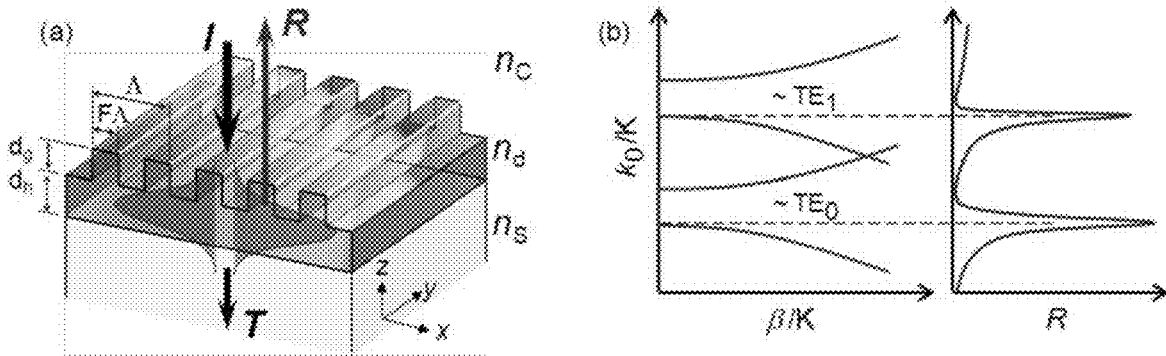 (a)
I
R
n_C
Λ
FΛ
d_g
d_h
n_d
n_S
z
y
x
T
(b)
k_0/K
~ TE_1
~ TE_0
β/K
R